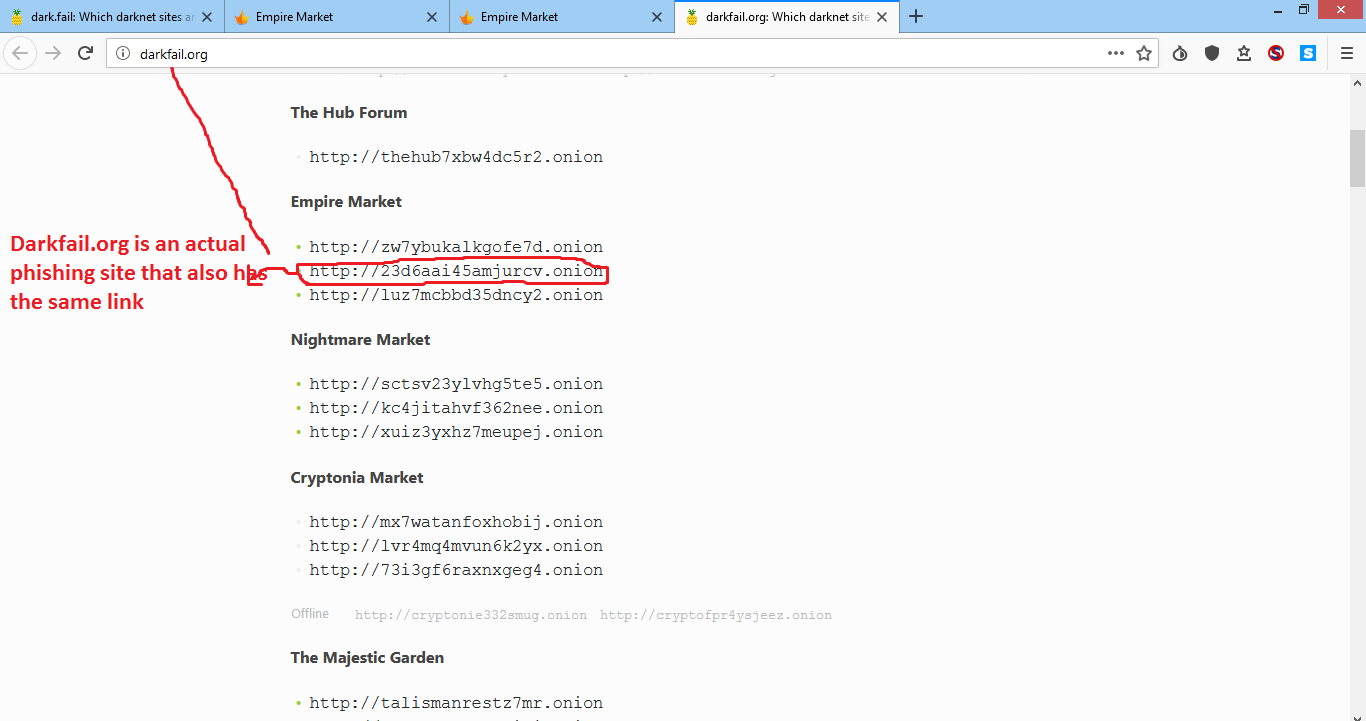 dark.fail: Which darknet sites ar
Empire Market
Empire Market
darkfail.org: Which darknet site
darkfail.org
The Hub Forum
http://thehub7xbw4dc5r2.onion
Empire Market
http://zw7ybukalkgofe7d.onion
Darkfail.org is an actual
phishing site that also has
the same link
http://23d6aai45amjurcv.onion
http://luz7mcbbd35dncy2.onion
Nightmare Market
http://sctsv23ylvhg5te5.onion
http://kc4jitahvf362nee.onion
http://xuiz3yxhz7meupej.onion
Cryptonia Market
http://mx7watanfoxhobij.onion
http://lvr4mq4mvun6k2yx.onion
http://73i3gf6raxnxgeg4.onion
Offline http://cryptonie332smug.onion http://cryptofpr4ysjeez.onion
The Majestic Garden
http://talismanrestz7mr.onion